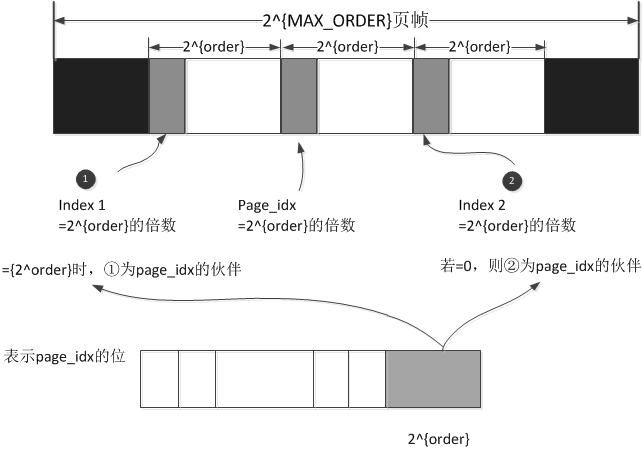 2^{MAX_ORDER}页帧
2^{order} 2^{order} 2^{order}
1 2
Index 1 Page_idx Index 2
=2^{order}的倍数 =2^{order}的倍数 =2^{order}的倍数
={2^order}时，①为page_idx的伙伴 若=0，则②为page_idx的伙伴
表示page_idx的位
2^{order}